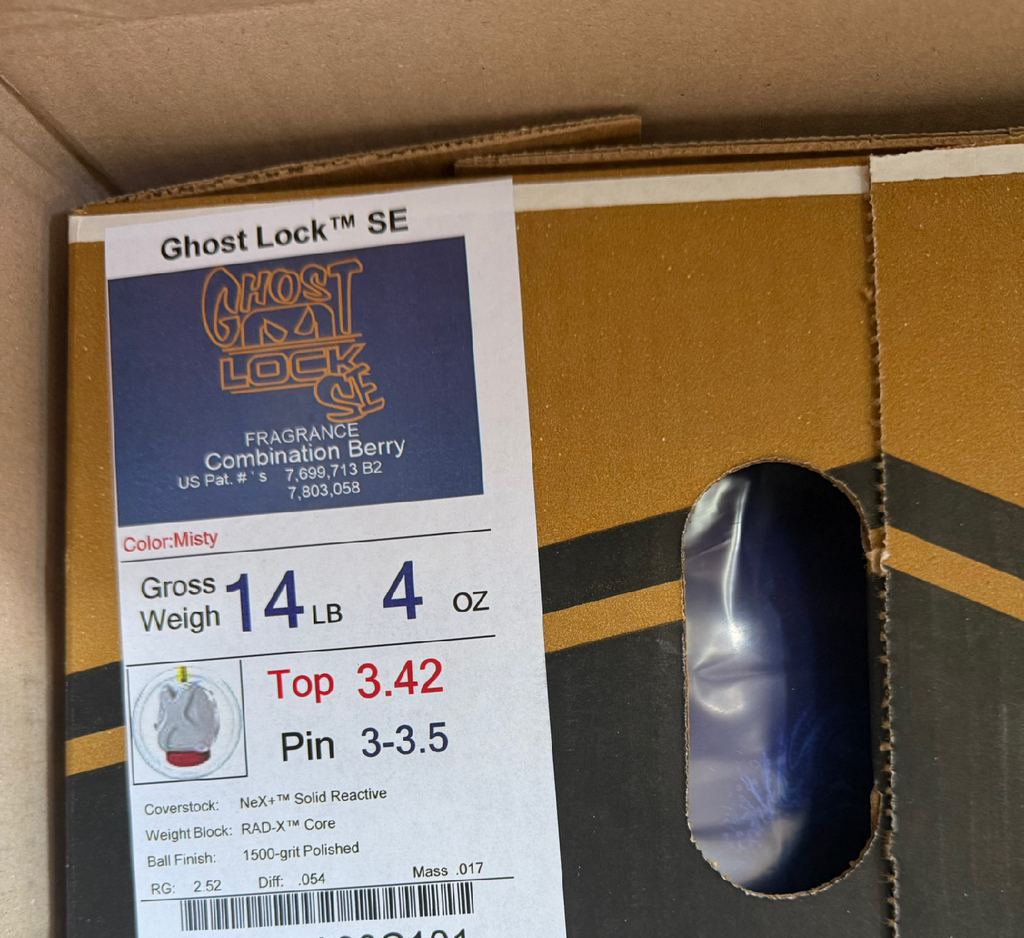 Ghost Lock™ SE
GHOST
LOCK
SE
FRAGRANCE
Combination Berry
US Pat. #'s 7,699,713 B2
7,803,058
Color:Misty
Gross
Weigh 14 LB 4 OZ
Top 3.42
Pin 3-3.5
Coverstock: NeX+™ Solid Reactive
Weight Block: RAD-X™ Core
Ball Finish: 1500-grit Polished
RG: 2.52 Diff: .054 Mass .017